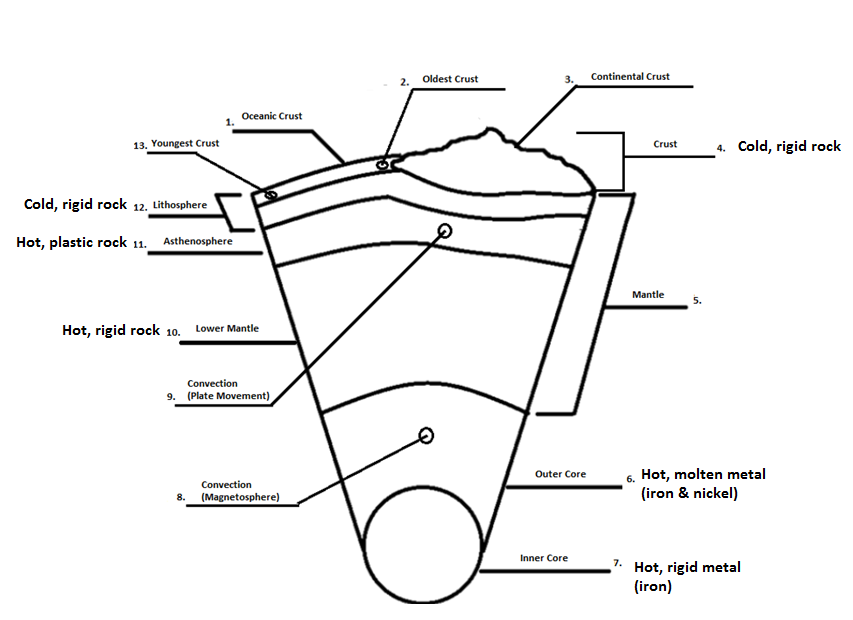 2. Oldest Crust
3. Continental Crust
1. Oceanic Crust
13. Youngest Crust
Crust
4. Cold, rigid rock
Cold, rigid rock 12. Lithosphere
Hot, plastic rock 11. Asthenosphere
Mantle
5.
Hot, rigid rock 10. Lower Mantle
Convection
9. (Plate Movement)
Outer Core
6. Hot, molten metal
(iron & nickel)
Convection
8. (Magnetosphere)
Inner Core
7. Hot, rigid metal
(iron)